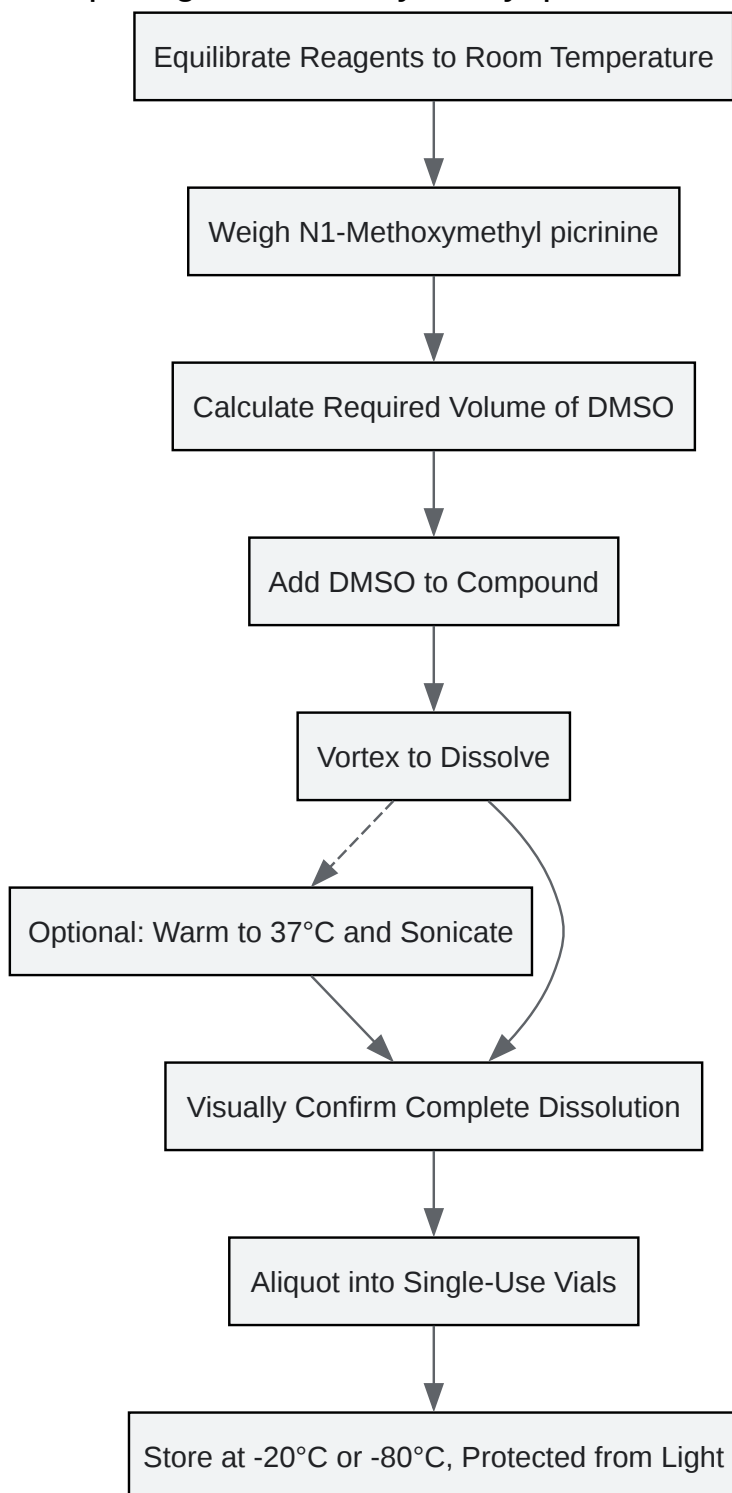 Equilibrate Reagents to Room Temperature
Weigh N1-Methoxymethyl picrinine
Calculate Required Volume of DMSO
Add DMSO to Compound
Vortex to Dissolve
Optional: Warm to 37°C and Sonicate
Visually Confirm Complete Dissolution
Aliquot into Single-Use Vials
Store at -20°C or -80°C, Protected from Light